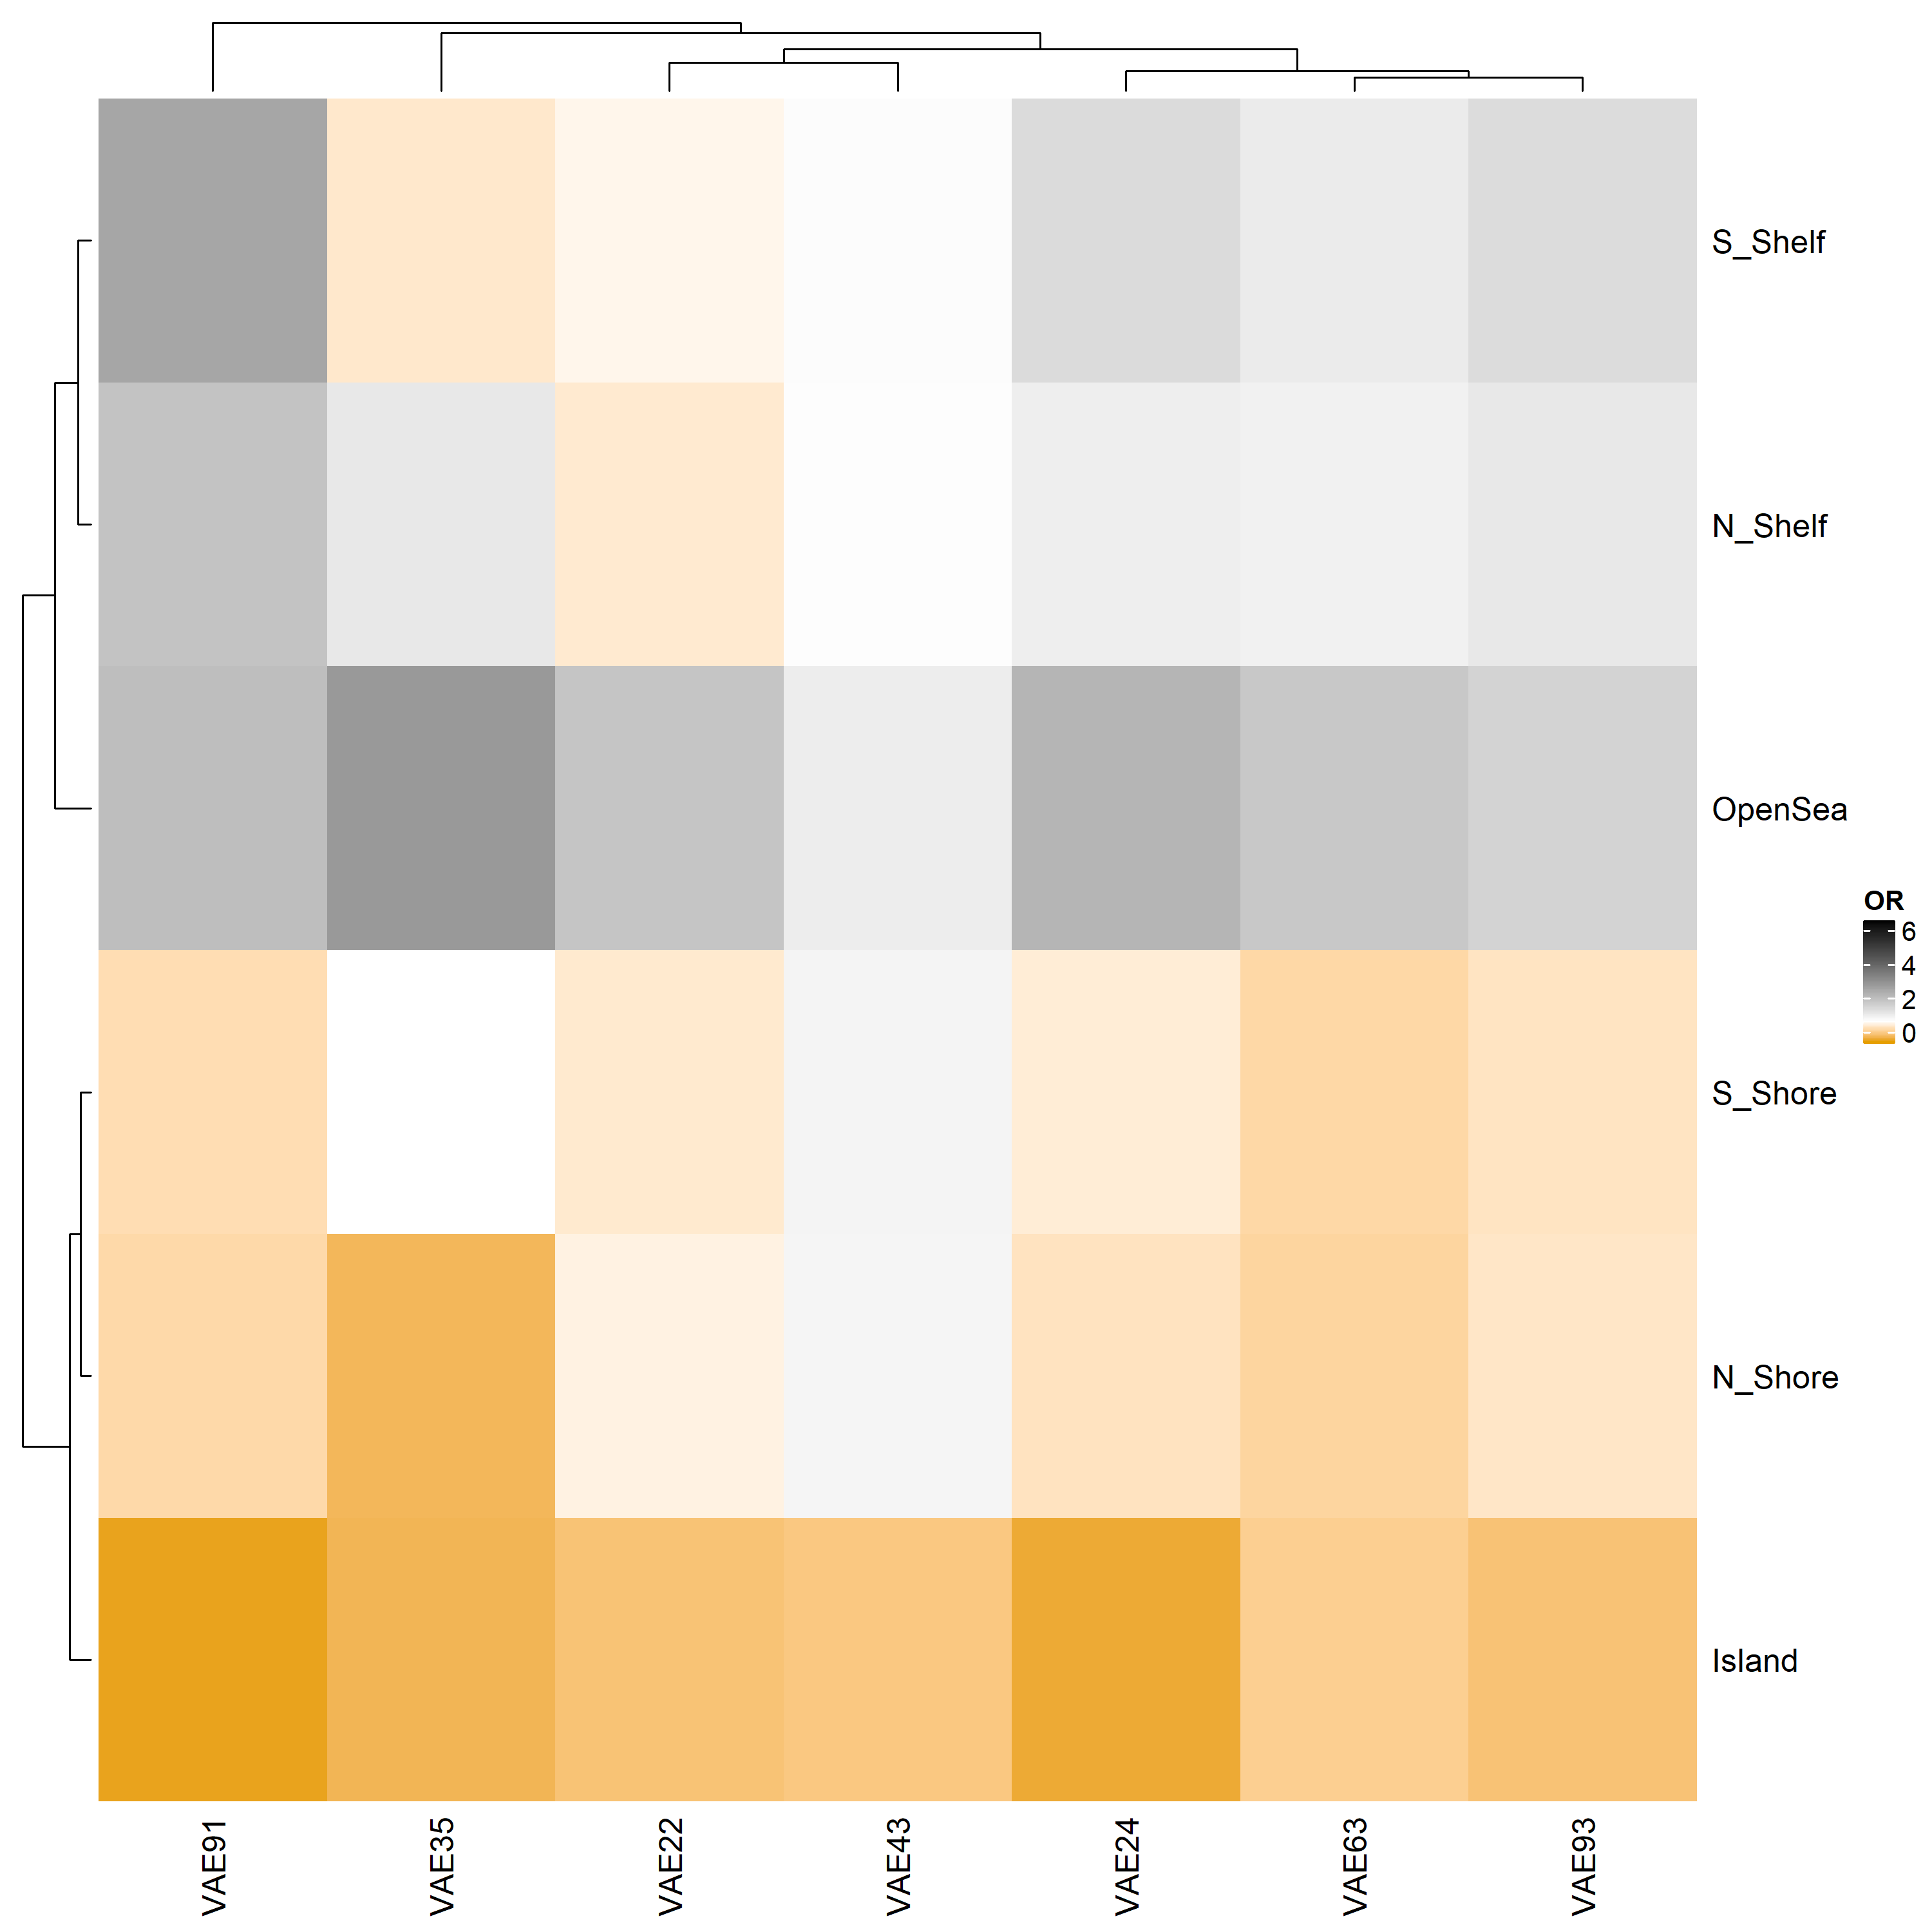 S_Shelf
N_Shelf
OpenSea
S_Shore
N_Shore
Island
OR
6
4
2
0
VAE91
VAE35
VAE22
VAE43
VAE24
VAE63
VAE93